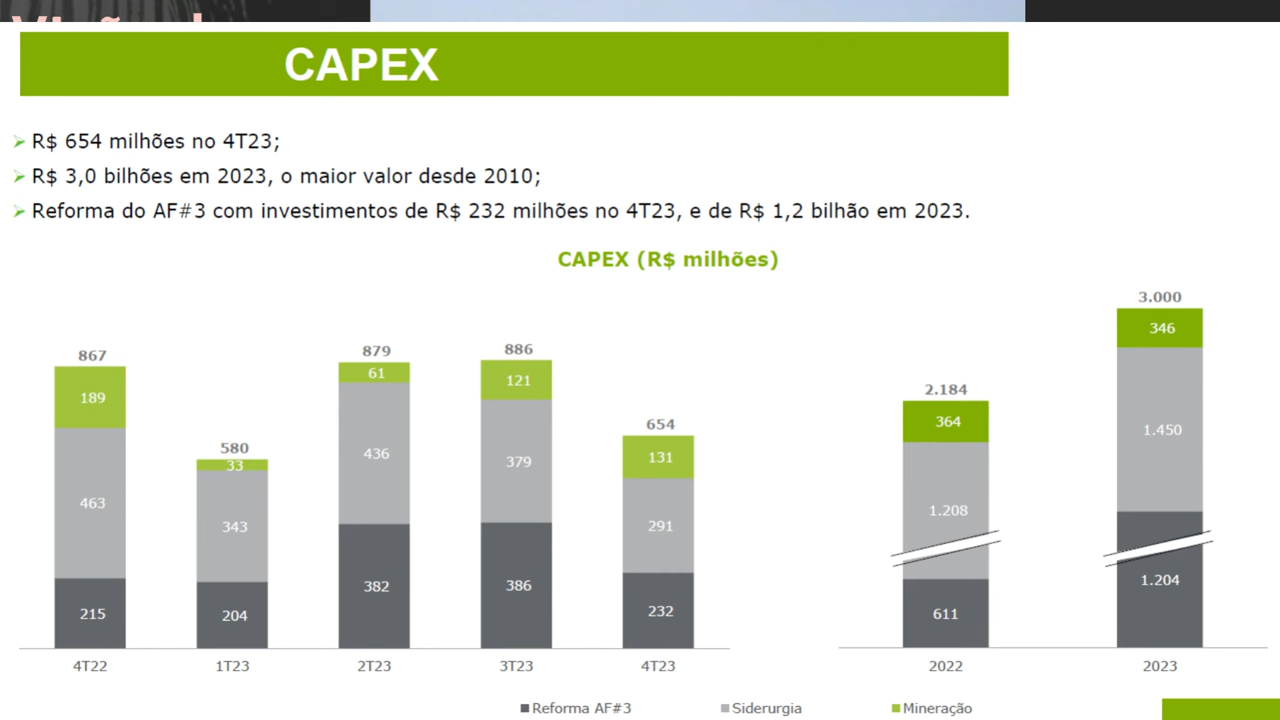 CAPEX
R$ 654 milhões no 4T23;
R$ 3,0 bilhões em 2023, o maior valor desde 2010;
Reforma do AF#3 com investimentos de R$ 232 milhões no 4T23, e de R$ 1,2 bilhão em 2023.
CAPEX (R$ milhões)
867
189
463
215
4T22
580
33
343
204
1T23
879
61
436
382
2T23
886
121
379
386
3T23
654
131
291
232
4T23
2.184
364
1.208
611
2022
3.000
346
1.450
1.204
2023
Reforma AF#3 Siderurgia Mineração